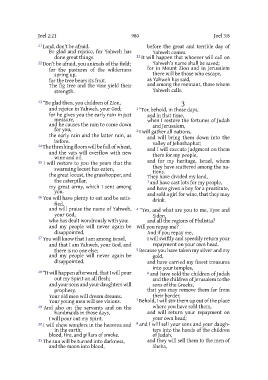 Joel 2:21
980
Joel 3:8
21 Land, don't be afraid.
Be glad and rejoice, for Yahweh has
done great things.
22 Don't be afraid, you animals of the field;
for the pastures of the wilderness
spring up,
for the tree bears its fruit.
The fig tree and the vine yield their
strength.
23 "Be glad then, you children of Zion,
and rejoice in Yahweh, your God;
for he gives you the early rain in just
measure,
and he causes the rain to come down
for you,
the early rain and the latter rain, as
before.
24 The threshing floors will be full of wheat,
and the vats will overflow with new
wine and oil.
25 I will restore to you the years that the
swarming locust has eaten,
the great locust, the grasshopper, and
the caterpillar,
my great army, which I sent among
you.
26 You will have plenty to eat and be satis-
fied,
and will praise the name of Yahweh,
your God,
who has dealt wondrously with you;
and my people will never again be
disappointed.
27 You will know that I am among Israel,
and that I am Yahweh, your God, and
there is no one else;
and my people will never again be
disappointed.
28 "It will happen afterward, that I will pour
out my Spirit on all flesh;
and your sons and your daughters will
prophesy.
Your old men will dream dreams.
Your young men will see visions.
29 And also on the servants and on the
handmaids in those days,
I will pour out my Spirit.
30 I will show wonders in the heavens and
in the earth:
blood, fire, and pillars of smoke.
31 The sun will be turned into darkness,
and the moon into blood,
before the great and terrible day of
Yahweh comes.
32 It will happen that whoever will call on
Yahweh's name shall be saved;
for in Mount Zion and in Jerusalem
there will be those who escape,
as Yahweh has said,
and among the remnant, those whom
Yahweh calls.
3
1 "For, behold, in those days,
and in that time,
when I restore the fortunes of Judah
and Jerusalem,
2 I will gather all nations,
and will bring them down into the
valley of Jehoshaphat;
and I will execute judgment on them
there for my people,
and for my heritage, Israel, whom
they have scattered among the na-
tions.
They have divided my land,
3 and have cast lots for my people,
and have given a boy for a prostitute,
and sold a girl for wine, that they may
drink.
4 "Yes, and what are you to me, Tyre and
Sidon,
and all the regions of Philistia?
Will you repay me?
And if you repay me,
I will swiftly and speedily return your
repayment on your own head.
5 Because you have taken my silver and my
gold,
and have carried my finest treasures
into your temples,
6 and have sold the children of Judah
and the children of Jerusalem to the
sons of the Greeks,
that you may remove them far from
their border.
7 Behold, I will stir them up out of the place
where you have sold them,
and will return your repayment on
your own head;
8 and I will sell your sons and your daugh-
ters into the hands of the children
of Judah,
and they will sell them to the men of
Sheba,